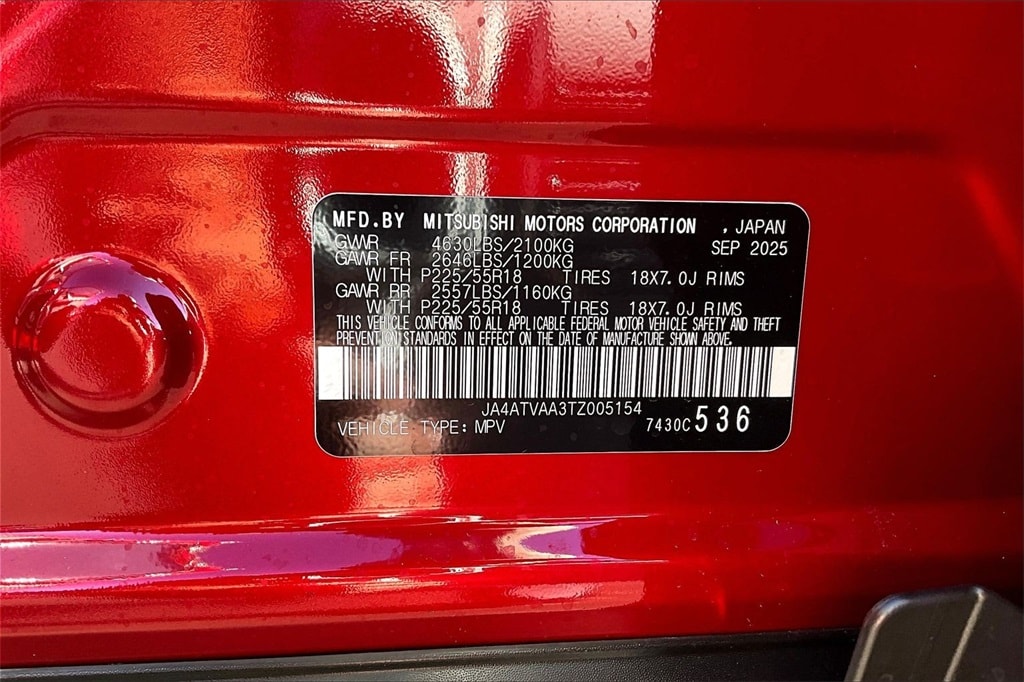 MFD.BY MITSUBISHI MOTORS CORPORATION , JAPAN
SEP 2025
GVWR 4630LBS/2100KG
GAWR FR 2646LBS/1200KG
WITH P225/55R18 TIRES 18X7.0J RIMS
GAWR RR 2557LBS/1160KG
WITH P225/55R18 TIRES 18X7.0J RIMS
THIS VEHICLE CONFORMS TO ALL APPLICABLE FEDERAL MOTOR VEHICLE SAFETY AND THEFT
PREVENTION STANDARDS IN EFFECT ON THE DATE OF MANUFACTURE SHOWN ABOVE.
JA4ATVAA3TZ005154
VEHICLE TYPE: MPV 7430C 536